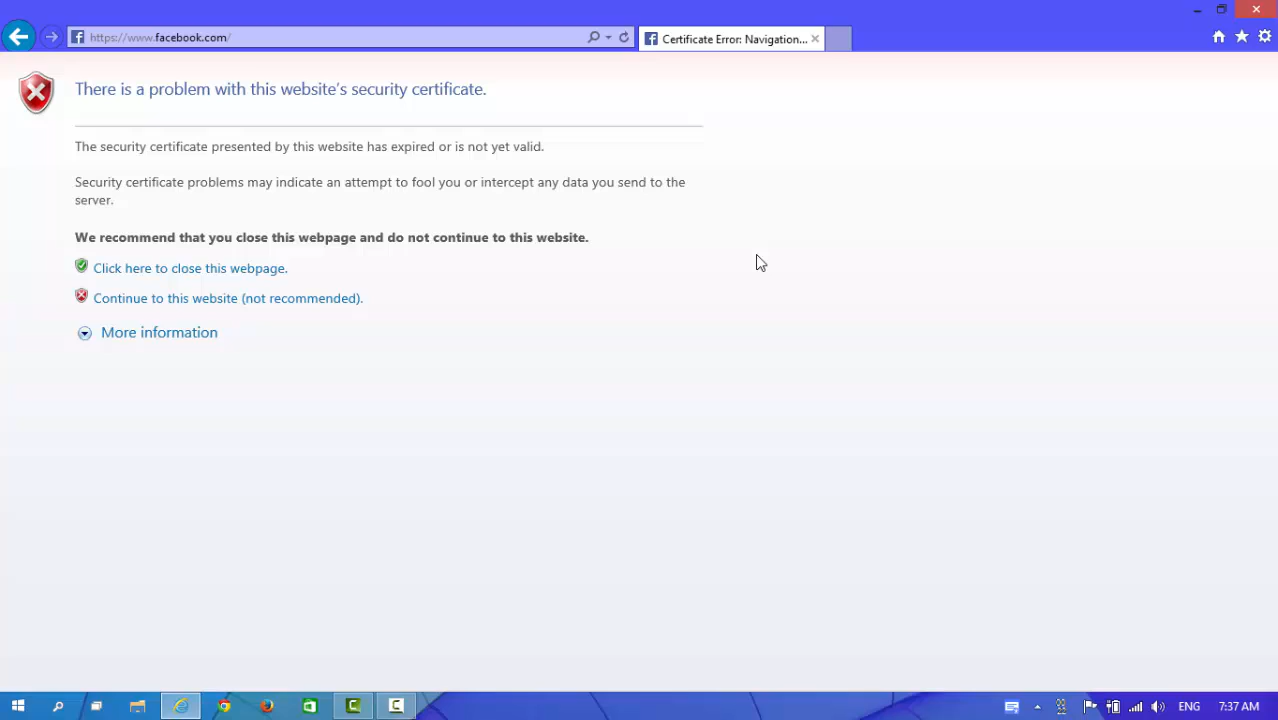 https://www.facebook.com/
Certificate Error: Navigation...
There is a problem with this website's security certificate.
The security certificate presented by this website has expired or is not yet valid.
Security certificate problems may indicate an attempt to fool you or intercept any data you send to the
server.
We recommend that you close this webpage and do not continue to this website.
Click here to close this webpage.
Continue to this website (not recommended).
More information
ENG
7:37 AM